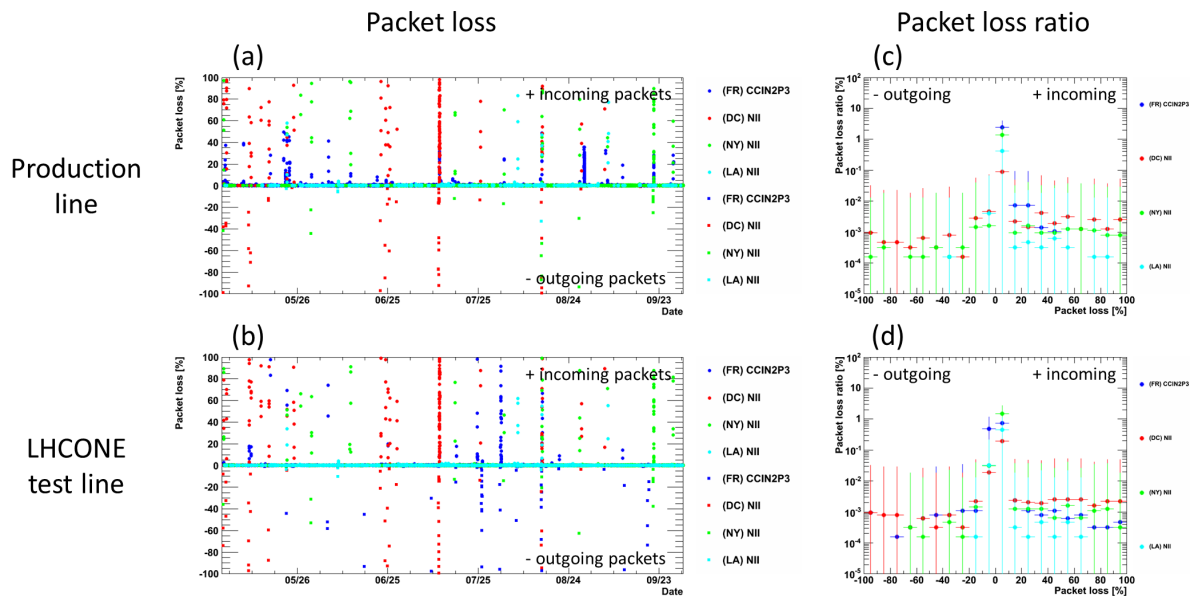 Packet loss
Packet loss ratio
Production line
LHCONE test line
(a)
Packet loss [%]
100
80
60
40
20
0
-20
-40
-60
-80
-100
+ incoming packets
- outgoing packets
05/26
06/25
07/25
08/24
09/23
Date
(FR) CCIN2P3
(DC) NII
(NY) NII
(LA) NII
(FR) CCIN2P3
(DC) NII
(NY) NII
(LA) NII
(c)
Packet loss ratio [%]
10^2
10
1
10^-1
10^-2
10^-3
10^-4
10^-5
- outgoing
+ incoming
-100 -80 -60 -40 -20 0 20 40 60 80 100
Packet loss [%]
(FR) CCIN2P3
(DC) NII
(NY) NII
(LA) NII
(b)
Packet loss [%]
100
80
60
40
20
0
-20
-40
-60
-80
-100
+ incoming packets
- outgoing packets
05/26
06/25
07/25
08/24
09/23
Date
(FR) CCIN2P3
(DC) NII
(NY) NII
(LA) NII
(FR) CCIN2P3
(DC) NII
(NY) NII
(LA) NII
(d)
Packet loss ratio [%]
10^2
10
1
10^-1
10^-2
10^-3
10^-4
10^-5
- outgoing
+ incoming
-100 -80 -60 -40 -20 0 20 40 60 80 100
Packet loss [%]
(FR) CCIN2P3
(DC) NII
(NY) NII
(LA) NII